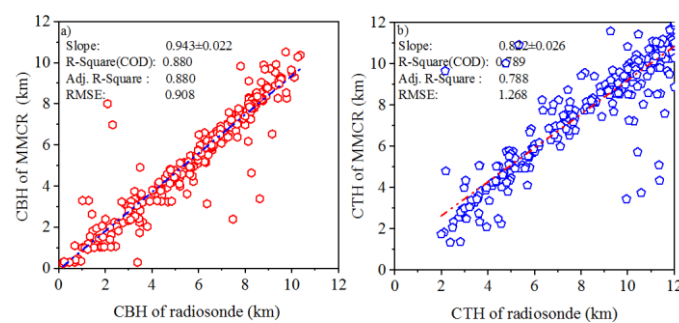 a)
Slope: 0.943±0.022
R-Square(COD): 0.880
Adj. R-Square : 0.880
RMSE: 0.908
CBH of MMCR (km)
12
10
8
6
4
2
0
0 2 4 6 8 10 12
CBH of radiosonde (km)
b)
Slope: ±0.026
R-Square(COD):
Adj. R-Square : 0.788
RMSE: 1.268
CTH of MMCR (km)
12
10
8
6
4
2
0
0 2 4 6 8 10 12
CTH of radiosonde (km)